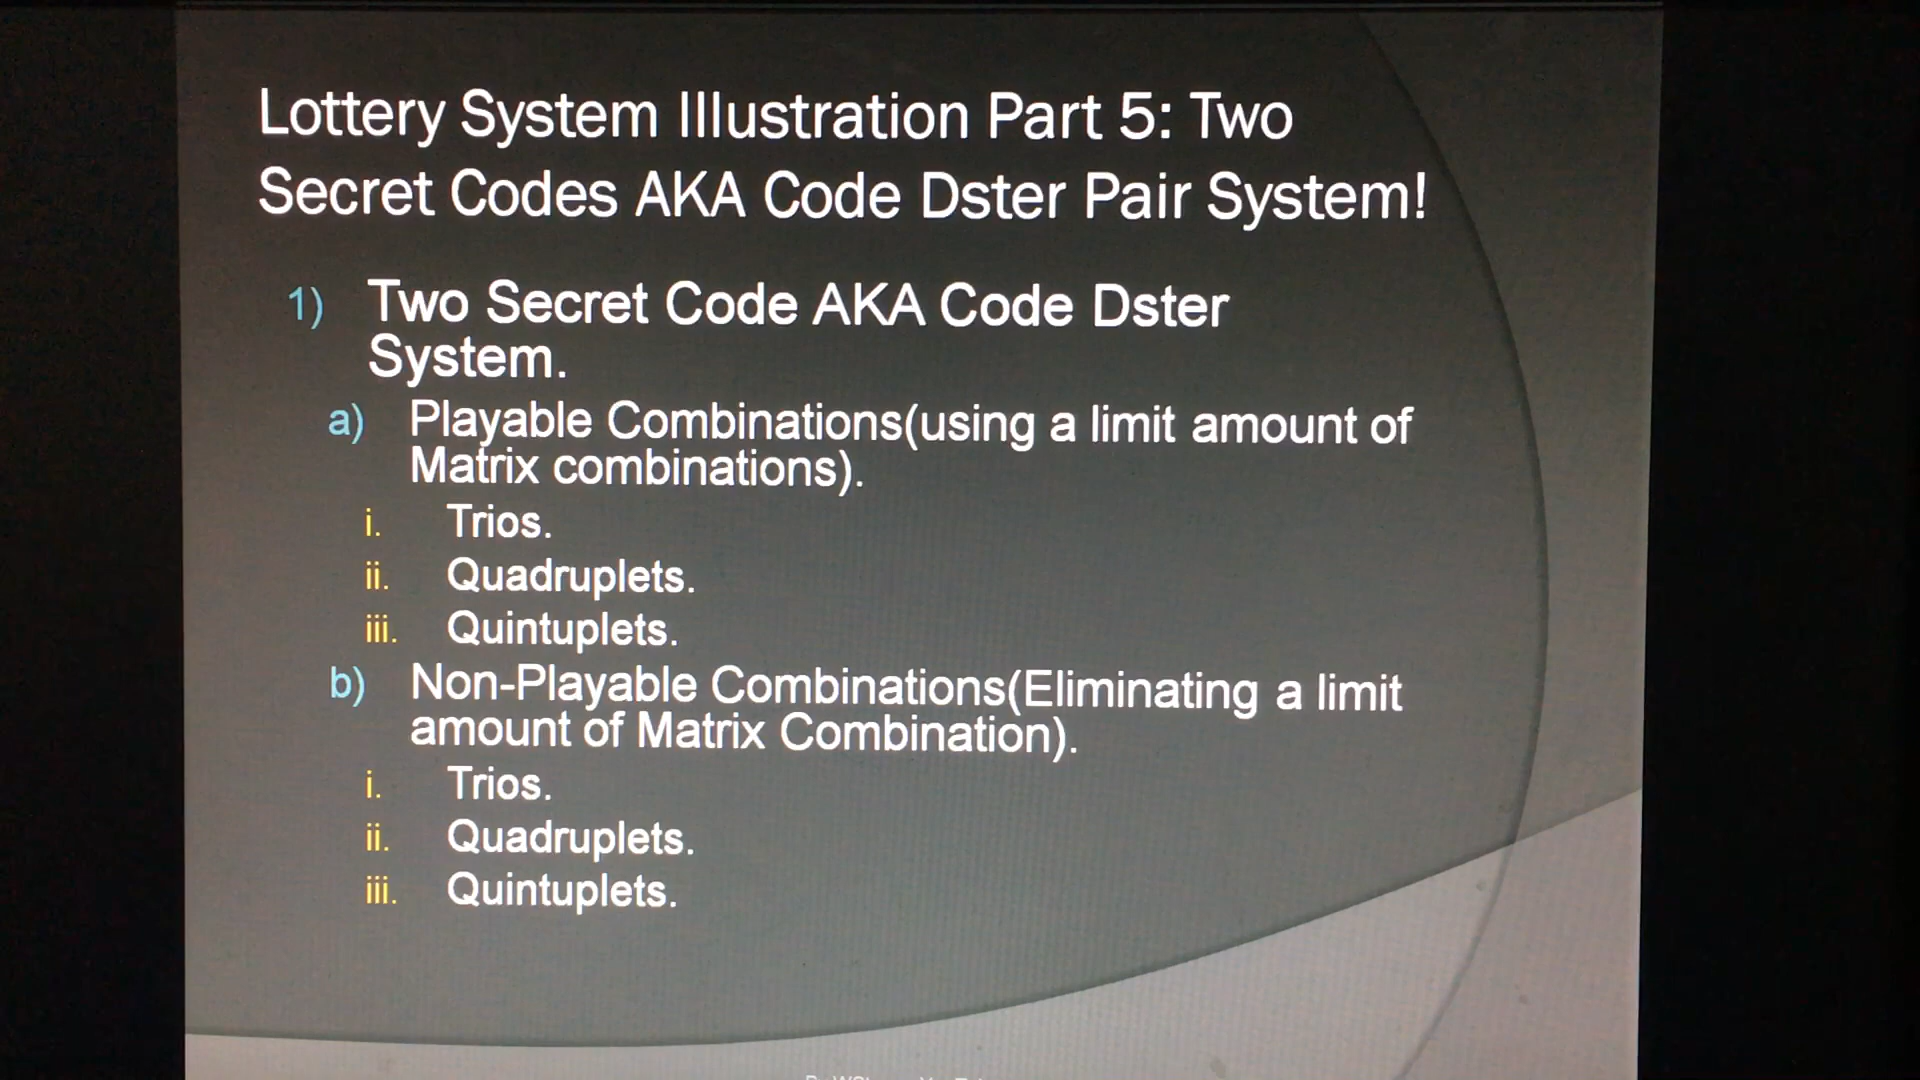 Lottery System Illustration Part 5: Two
Secret Codes AKA Code Dster Pair System!
1) Two Secret Code AKA Code Dster
System.
a) Playable Combinations(using a limit amount of
Matrix combinations).
i. Trios.
ii. Quadruplets.
iii. Quintuplets.
b) Non-Playable Combinations(Eliminating a limit
amount of Matrix Combination).
i. Trios.
ii. Quadruplets.
iii. Quintuplets.